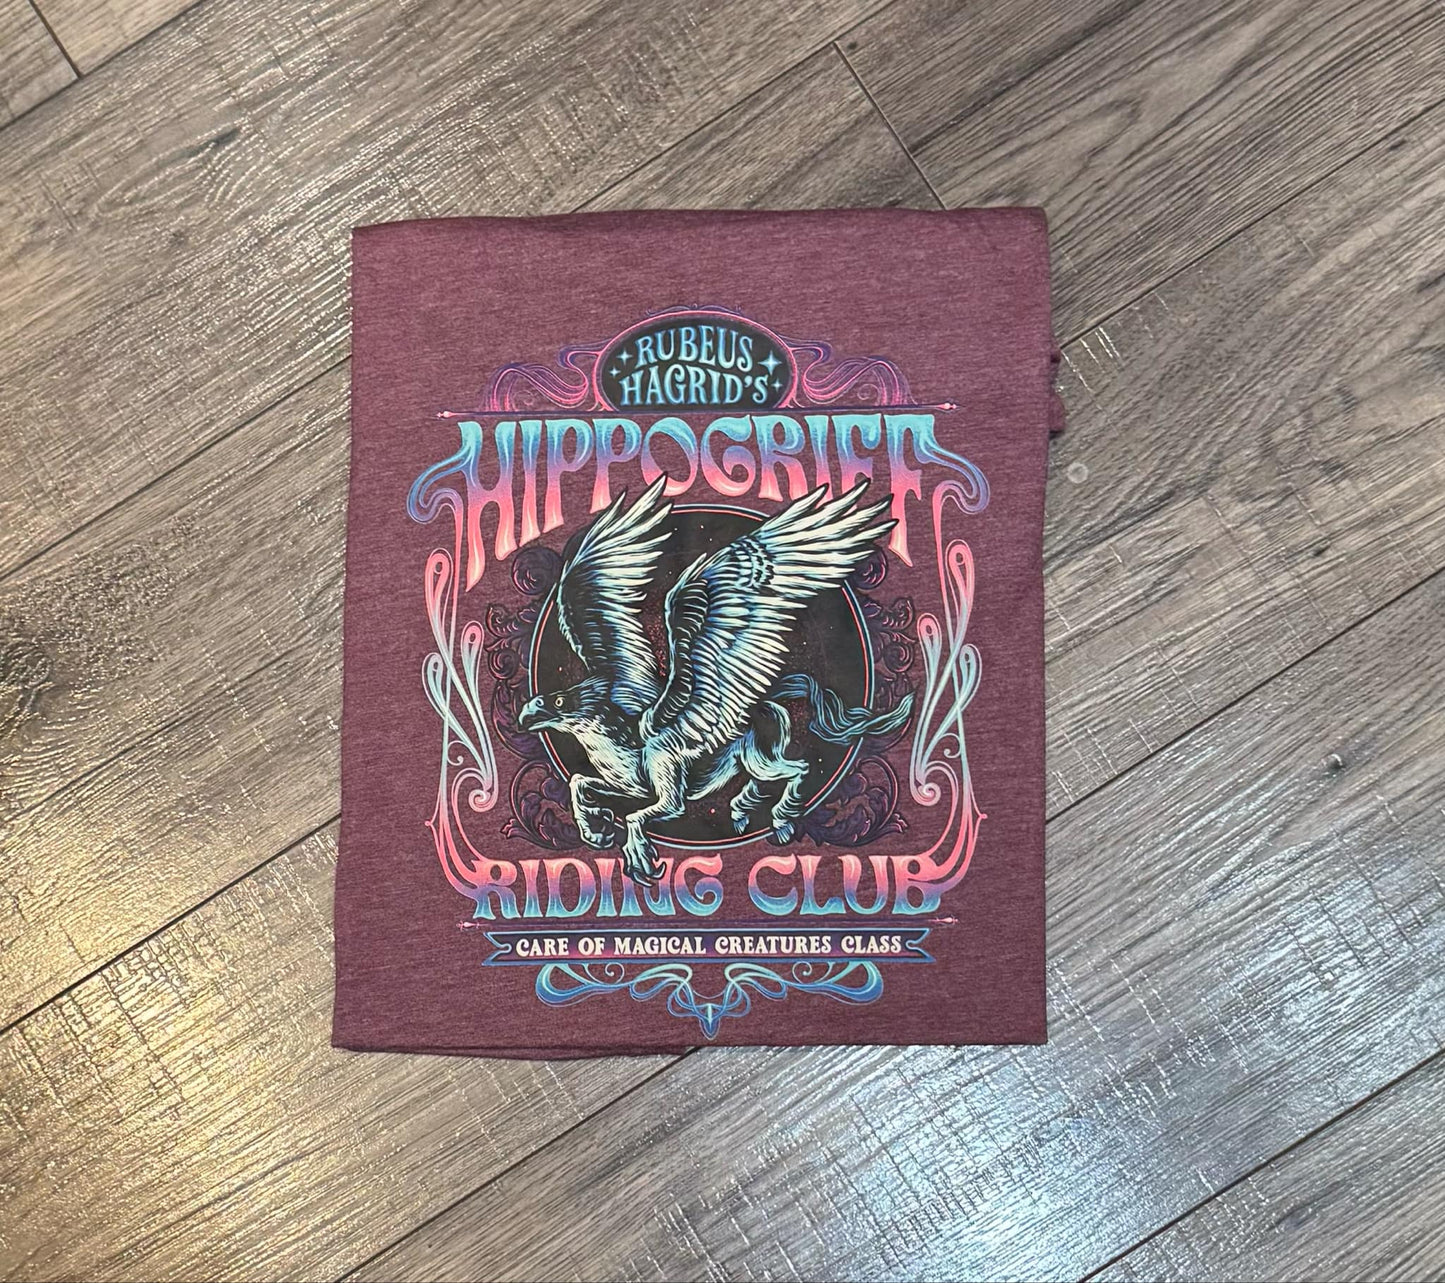 RUBEUS
HAGRID'S
HIPPOGRIFF
RIDING CLUB
CARE OF MAGICAL CREATURES CLASS